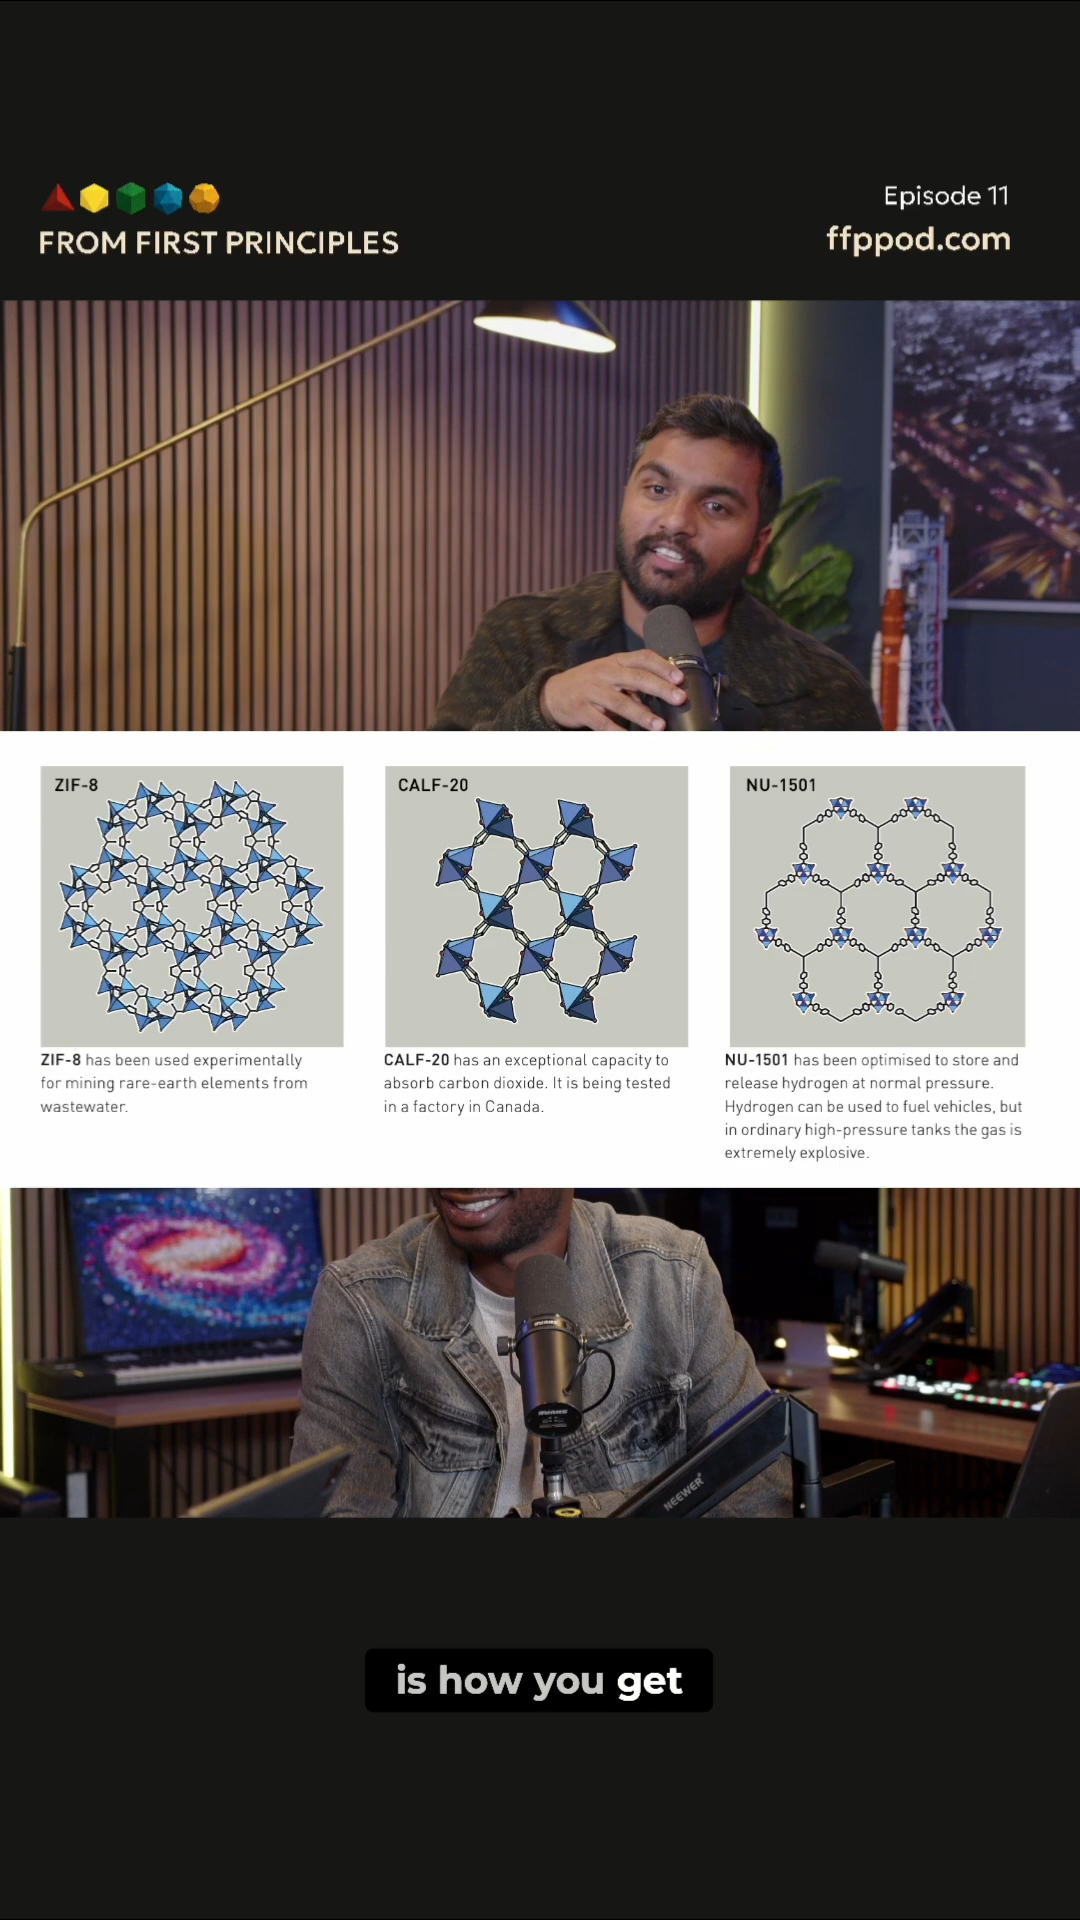 FROM FIRST PRINCIPLES
Episode 11
ffppod.com
ZIF-8
ZIF-8 has been used experimentally
for mining rare-earth elements from
wastewater.
CALF-20
CALF-20 has an exceptional capacity to
absorb carbon dioxide. It is being tested
in a factory in Canada.
NU-1501
NU-1501 has been optimised to store and
release hydrogen at normal pressure.
Hydrogen can be used to fuel vehicles, but
in ordinary high-pressure tanks the gas is
extremely explosive.
NEEWER
is how you get